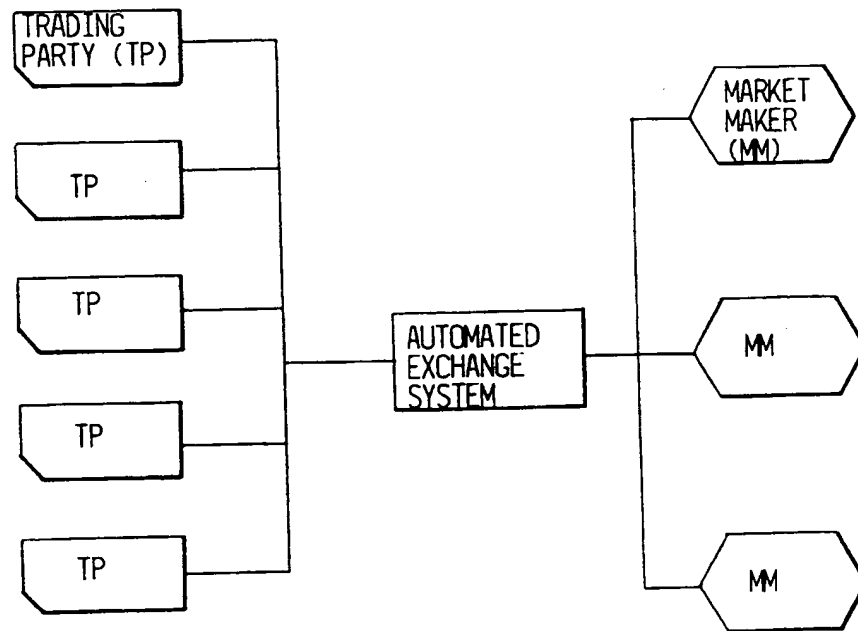 TRADING
PARTY (TP)
TP
TP
TP
TP
AUTOMATED
EXCHANGE
SYSTEM
MARKET
MAKER
(MM)
MM
MM